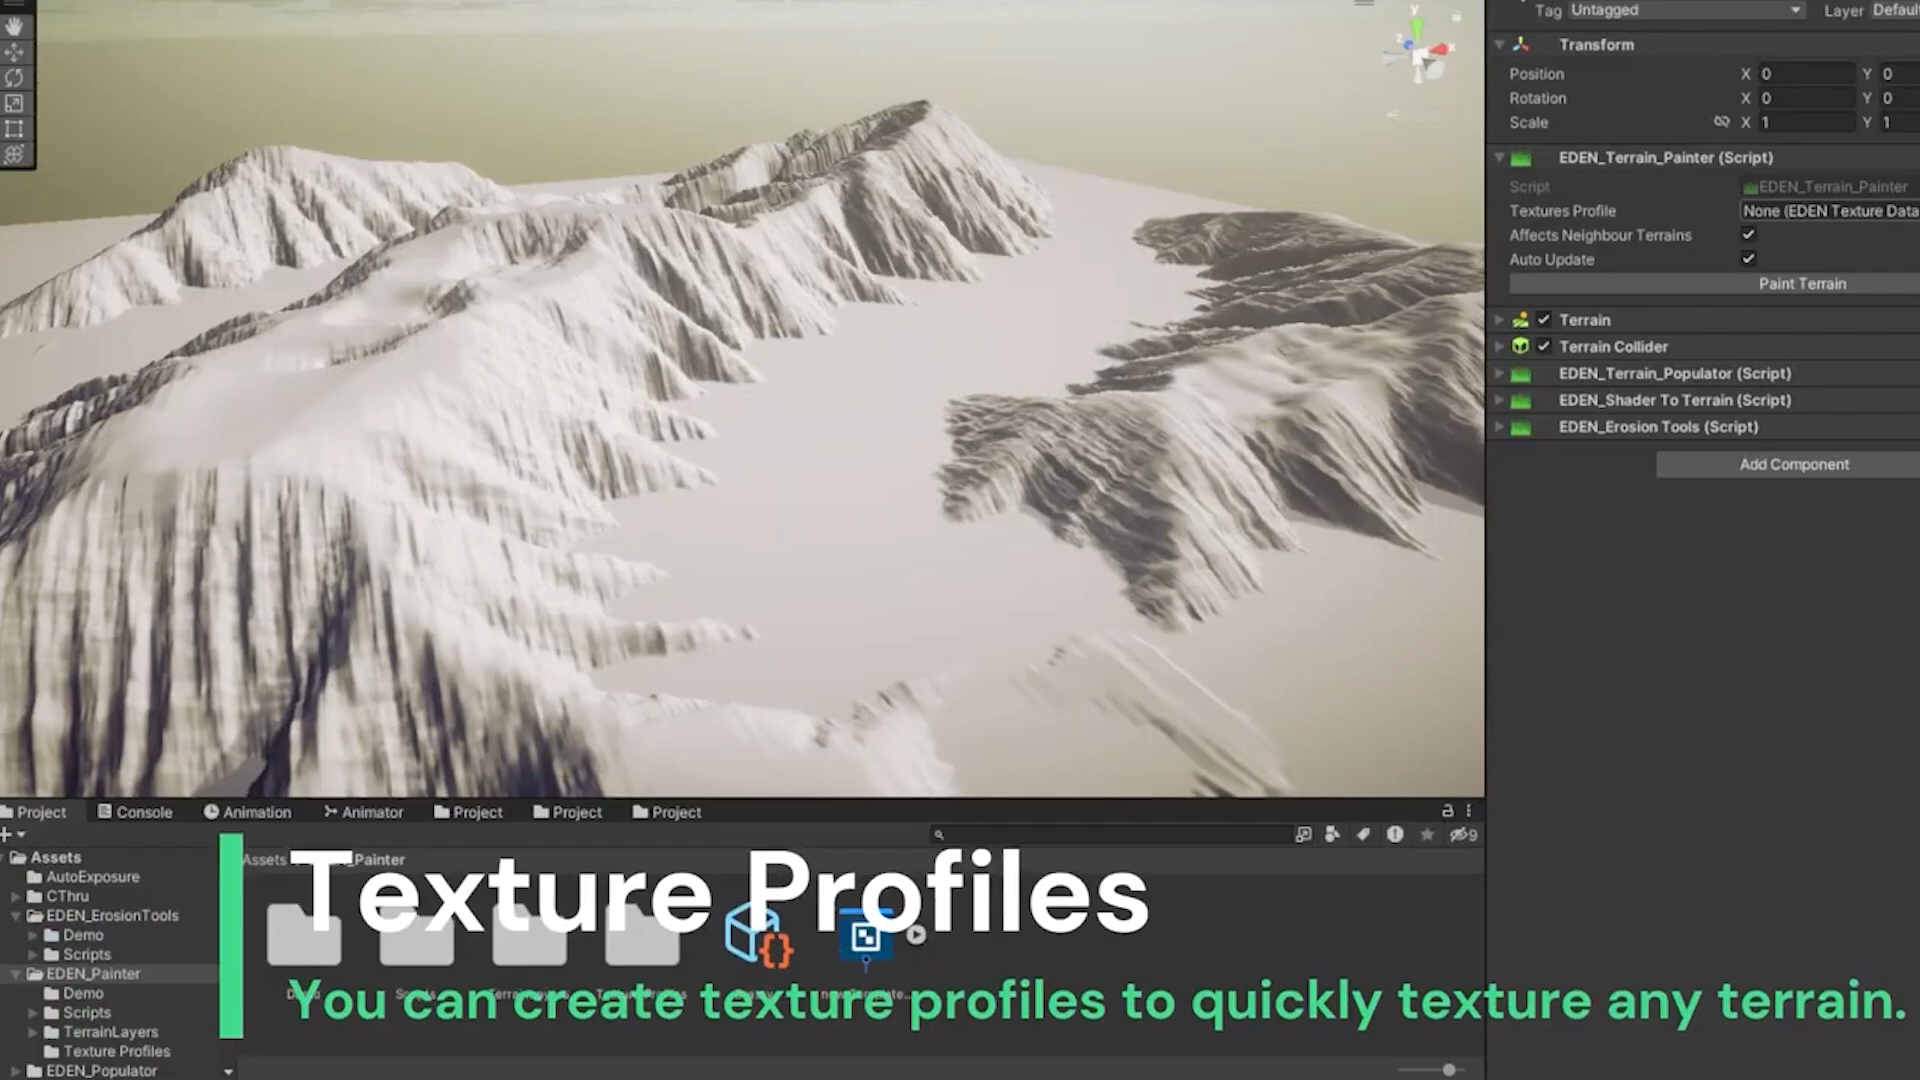 Tag Untagged Layer Default
Transform
Position X 0 Y 0
Rotation X 0 Y 0
Scale X 1 Y 1
EDEN_Terrain_Painter (Script)
Script EDEN_Terrain_Painter
Textures Profile None (EDEN Texture Data
Affects Neighbour Terrains
Auto Update
Paint Terrain
Terrain
Terrain Collider
EDEN_Terrain_Populator (Script)
EDEN_Shader To Terrain (Script)
EDEN_Erosion Tools (Script)
Add Component
y
x
z
Project Console Animation Animator Project Project Project
9
Assets
AutoExposure
CThru
EDEN_ErosionTools
Demo
Scripts
EDEN_Painter
Demo
Scripts
TerrainLayers
Texture Profiles
EDEN_Populator
Assets _Painter
Texture Profiles
You can create texture profiles to quickly texture any terrain.